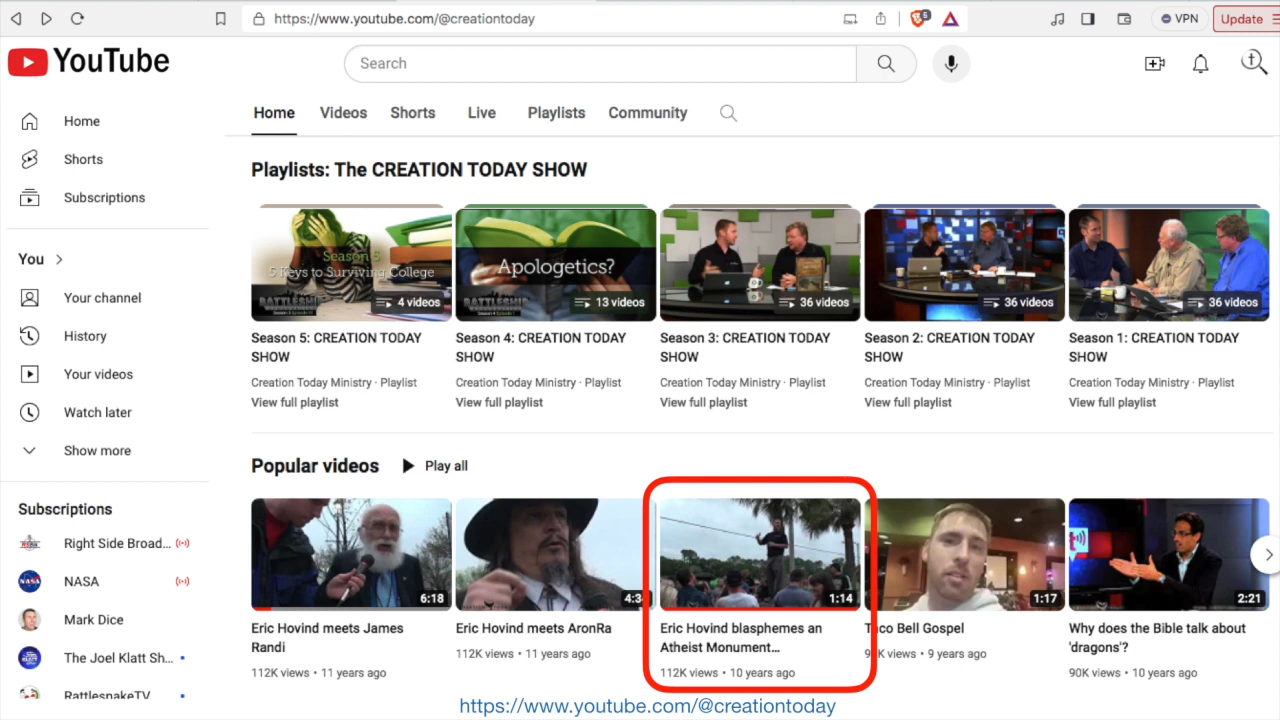 https://www.youtube.com/@creationtoday
5
VPN
Update
YouTube
Search
Home Videos Shorts Live Playlists Community
Home
Shorts
Subscriptions
You
Your channel
History
Your videos
Watch later
Show more
Subscriptions
Right Side Broad...
NASA
Mark Dice
The Joel Klatt Sh...
RattlesnakeTV
Playlists: The CREATION TODAY SHOW
Season 5
5 Keys to Surviving College
BATTLESHIP
4 videos
Season 5: CREATION TODAY
SHOW
Creation Today Ministry · Playlist
View full playlist
Apologetics?
BATTLESHIP
13 videos
Season 4: CREATION TODAY
SHOW
Creation Today Ministry · Playlist
View full playlist
36 videos
Season 3: CREATION TODAY
SHOW
Creation Today Ministry · Playlist
View full playlist
36 videos
Season 2: CREATION TODAY
SHOW
Creation Today Ministry · Playlist
View full playlist
36 videos
Season 1: CREATION TODAY
SHOW
Creation Today Ministry · Playlist
View full playlist
Popular videos Play all
6:18
Eric Hovind meets James
Randi
112K views • 11 years ago
4:3
Eric Hovind meets AronRa
112K views • 11 years ago
1:14
Eric Hovind blasphemes an
Atheist Monument...
112K views • 10 years ago
1:17
Taco Bell Gospel
K views • 9 years ago
2:21
Why does the Bible talk about
'dragons'?
90K views • 10 years ago
https://www.youtube.com/@creationtoday